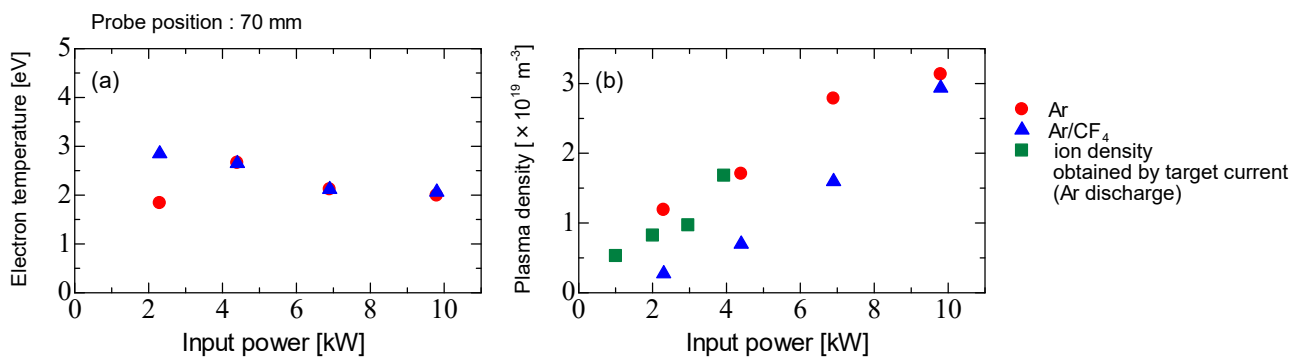 Probe position : 70 mm
Electron temperature [eV]
5
4
3
2
1
0
(a)
0 2 4 6 8 10
Input power [kW]
Plasma density [ × 10¹⁹ m⁻³]
3
2
1
0
(b)
0 2 4 6 8 10
Input power [kW]
Ar
Ar/CF₄
ion density
obtained by target current
(Ar discharge)